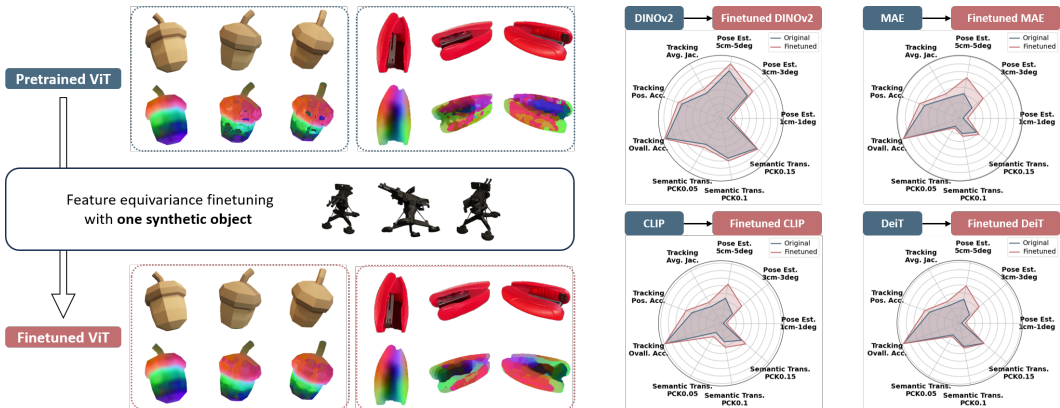 Pretrained ViT
Feature equivariance finetuning
with one synthetic object
Finetuned ViT
DINOv2
Finetuned DINOv2
Original
Finetuned
Pose Est.
5cm-5deg
Pose Est.
3cm-3deg
Pose Est.
1cm-1deg
Semantic Trans.
PCK0.15
Semantic Trans.
PCK0.1
Semantic Trans.
PCK0.05
Tracking
Ovall. Acc.
Tracking
Pos. Acc.
Tracking
Avg. Jac.
MAE
Finetuned MAE
Original
Finetuned
Pose Est.
5cm-5deg
Pose Est.
3cm-3deg
Pose Est.
1cm-1deg
Semantic Trans.
PCK0.15
Semantic Trans.
PCK0.1
Semantic Trans.
PCK0.05
Tracking
Ovall. Acc.
Tracking
Pos. Acc.
Tracking
Avg. Jac.
CLIP
Finetuned CLIP
Original
Finetuned
Pose Est.
5cm-5deg
Pose Est.
3cm-3deg
Pose Est.
1cm-1deg
Semantic Trans.
PCK0.15
Semantic Trans.
PCK0.1
Semantic Trans.
PCK0.05
Tracking
Ovall. Acc.
Tracking
Pos. Acc.
Tracking
Avg. Jac.
DeiT
Finetuned DeiT
Original
Finetuned
Pose Est.
5cm-5deg
Pose Est.
3cm-3deg
Pose Est.
1cm-1deg
Semantic Trans.
PCK0.15
Semantic Trans.
PCK0.1
Semantic Trans.
PCK0.05
Tracking
Ovall. Acc.
Tracking
Pos. Acc.
Tracking
Avg. Jac.